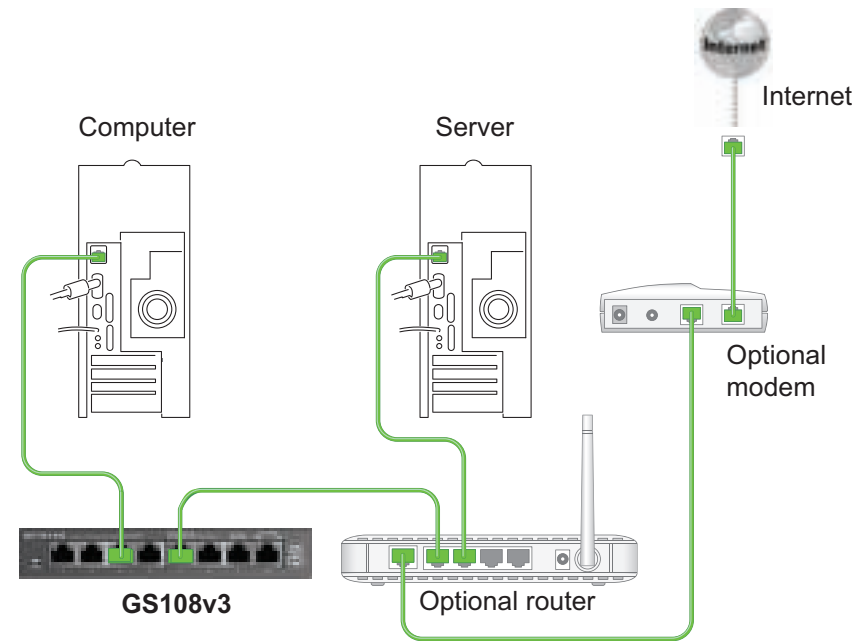 Internet
Internet
Computer
Server
Optional
modem
GS108v3
Optional router